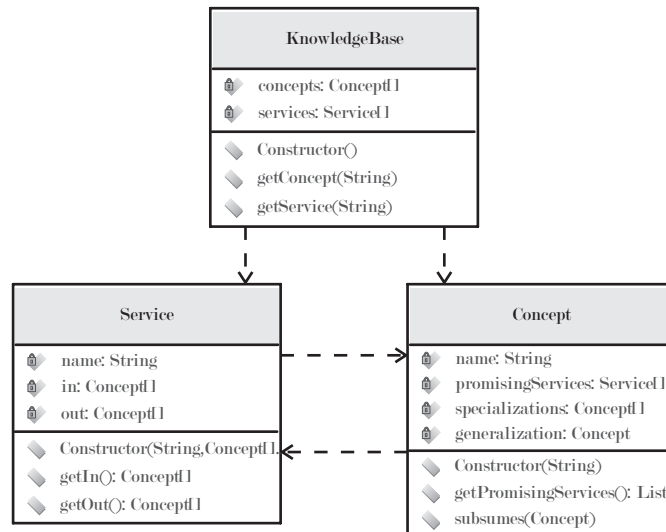 KnowledgeBase
concepts: Concept[]
services: Service[]
Constructor()
getConcept(String)
getService(String)
Service
name: String
in: Concept[]
out: Concept[]
Constructor(String,Concept[].
getIn(): Concept[]
getOut(): Concept[]
Concept
name: String
promisingServices: Service[]
specializations: Concept[]
generalization: Concept
Constructor(String)
getPromisingServices(): List
subsumes(Concept)